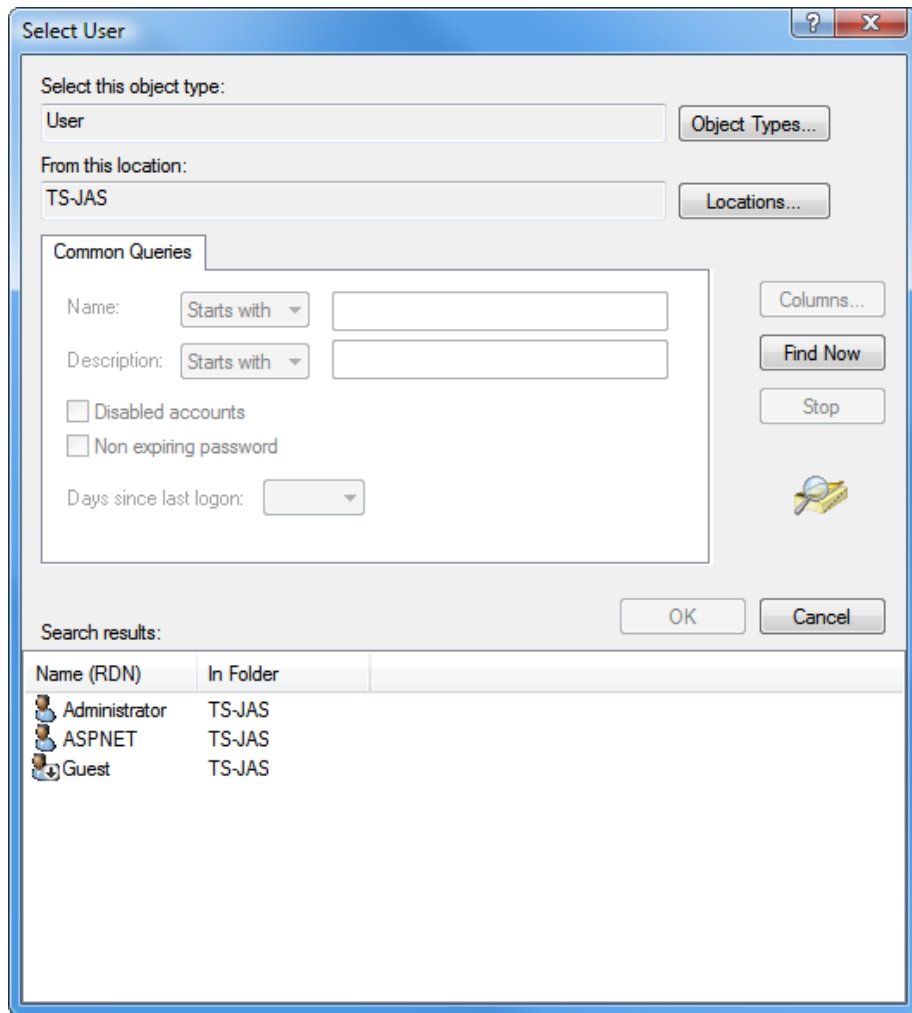 Select User
Select this object type:
User
Object Types...
From this location:
TS-JAS
Locations...
Common Queries
Name:
Starts with
Columns...
Description:
Starts with
Find Now
Disabled accounts
Stop
Non expiring password
Days since last logon:
OK
Cancel
Search results:
Name (RDN) In Folder
Administrator TS-JAS
ASPNET TS-JAS
Guest TS-JAS